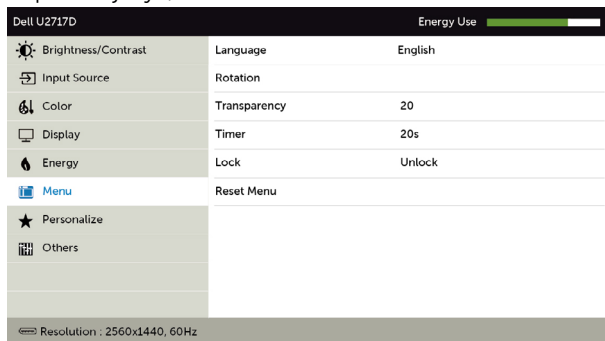 Dell U2717D Energy Use
Brightness/Contrast Language English
Input Source Rotation
Color Transparency 20
Display Timer 20s
Energy Lock Unlock
Menu Reset Menu
Personalize
Others
Resolution : 2560x1440, 60Hz